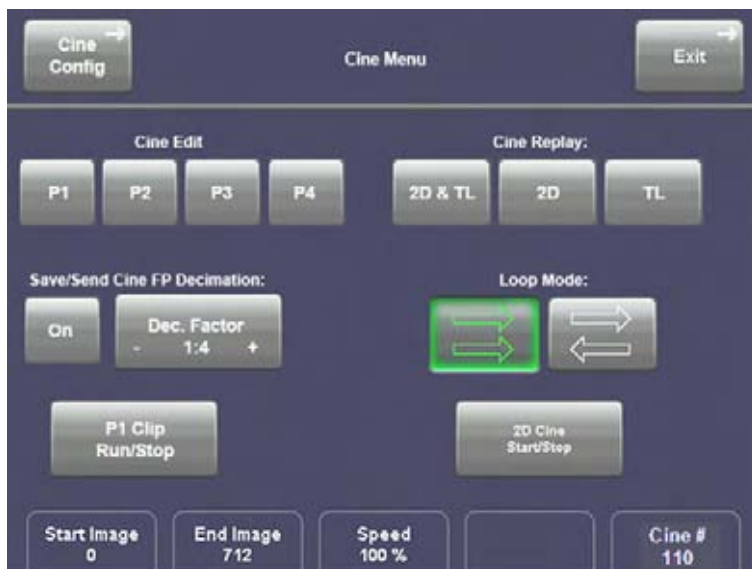 Cine
Config
Cine Menu
Exit
Cine Edit
Cine Replay:
P1
P2
P3
P4
2D & TL
2D
TL
Save/Send Cine FP Decimation:
Loop Mode:
On
Dec. Factor
- 1:4 +
P1 Clip
Run/Stop
2D Cine
Start/Stop
Start Image
0
End Image
712
Speed
100 %
Cine #
110